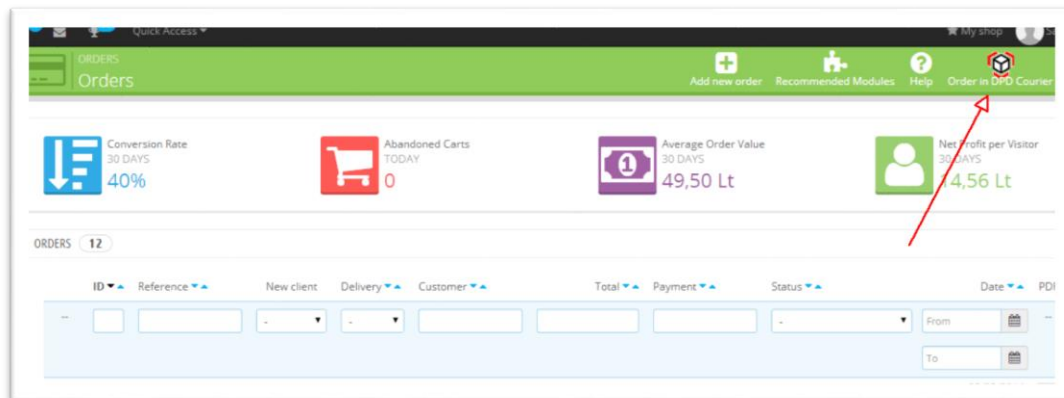 Quick Access
My shop
ORDERS
Orders
Add new order
Recommended Modules
Help
Order in DPD Courier
Conversion Rate
30 DAYS
40%
Abandoned Carts
TODAY
0
Average Order Value
30 DAYS
49,50 Lt
Net Profit per Visitor
30 DAYS
14,56 Lt
ORDERS 12
ID Reference New client Delivery Customer Total Payment Status Date
-- - - - From --
To